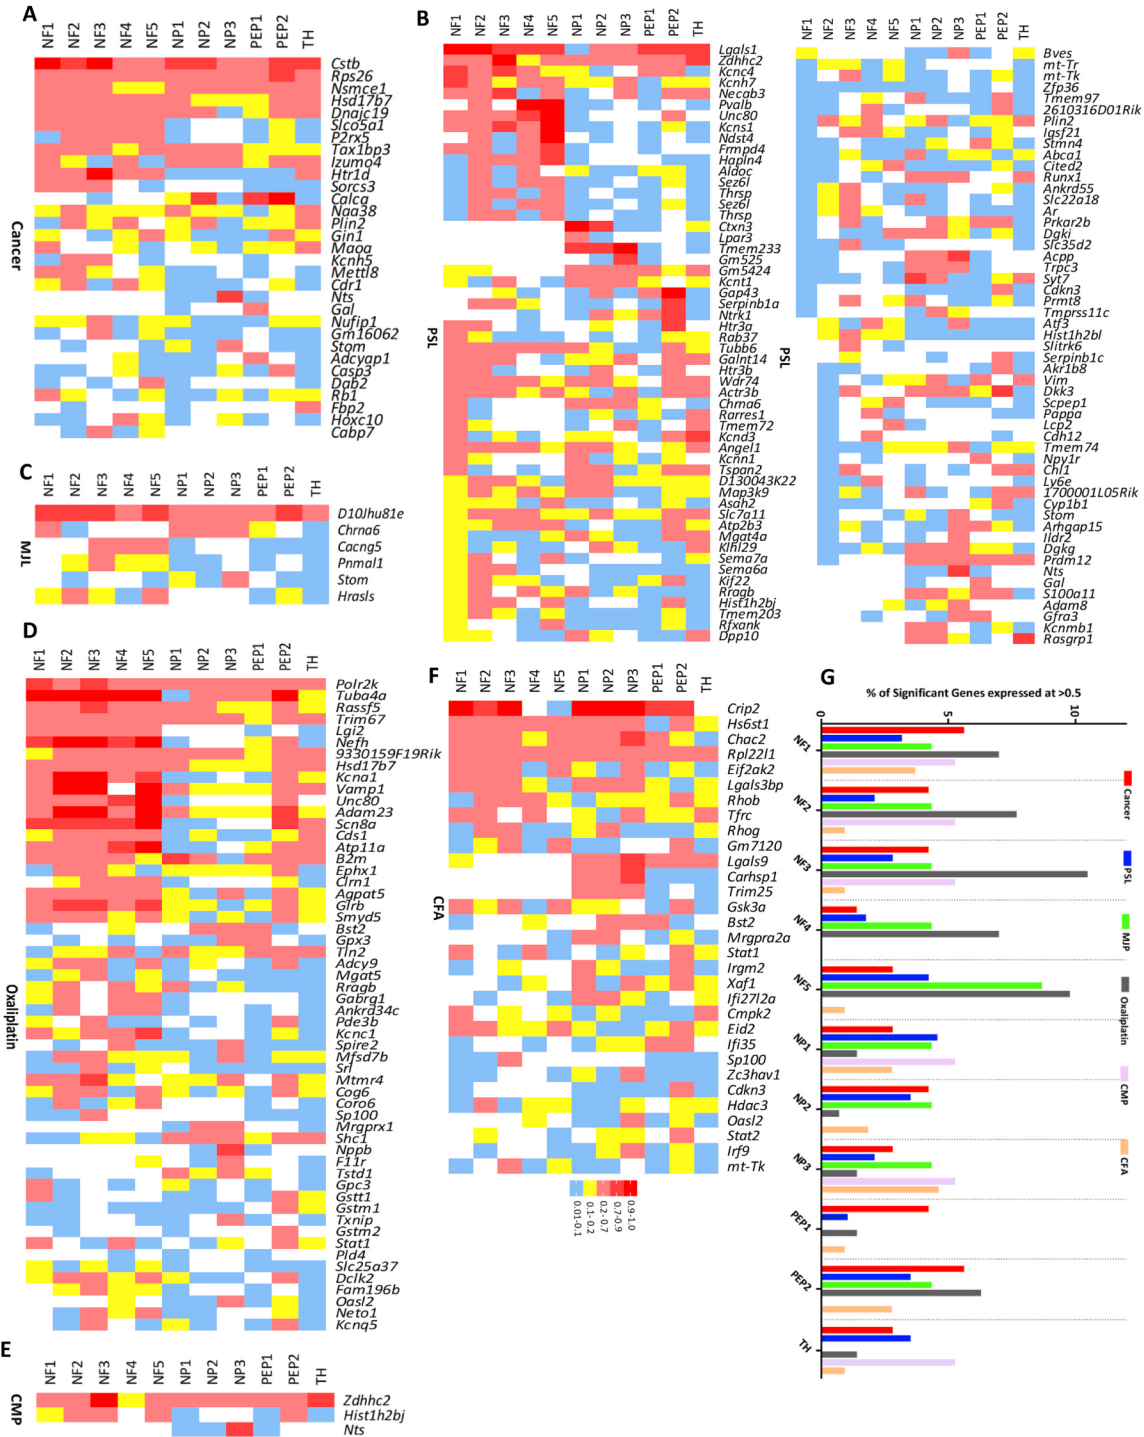 A
NF1 NF2 NF3 NF4 NF5 NP1 NP2 NP3 PEP1 PEP2 TH
Cancer
Cstb
Rps26
Nsmce1
Hsd17b7
Dnajc19
Slco5a1
P2rx5
Tax1bp3
Izumo4
Htr1d
Sorcs3
Calca
Naa38
Plin2
Gin1
Maoa
Kcnh5
Mettl8
Cdr1
Nts
Gal
Nufip1
Gm16062
Stom
Adcyap1
Casp3
Dab2
Rb1
Fbp2
Hoxc10
Cabp7
B
NF1 NF2 NF3 NF4 NF5 NP1 NP2 NP3 PEP1 PEP2 TH
PSL
Lgals1
Zdhhc2
Kcnc4
Kcnh7
Necab3
Pvalb
Unc80
Kcns1
Ndst4
Frmpd4
Hapln4
Aldoc
Sez6l
Thrsp
Sez6l
Thrsp
Ctxn3
Lpar3
Tmem233
Gm525
Gm5424
Kcnt1
Gap43
Serpinb1a
Ntrk1
Htr3a
Rab37
Tubb6
Galnt14
Htr3b
Wdr74
Actr3b
Chrna6
Rarres1
Tmem72
Kcnd3
Angel1
Kcnn1
Tspan2
D130043K22
Map3k9
Asah2
Slc7a11
Atp2b3
Mgat4a
Klhl29
Sema7a
Sema6a
Kif22
Rragb
Hist1h2bj
Tmem203
Rfxank
Dpp10
NF1 NF2 NF3 NF4 NF5 NP1 NP2 NP3 PEP1 PEP2 TH
PSL
Bves
mt-Tr
mt-Tk
Zfp36
Tmem97
2610316D01Rik
Plin2
Igsf21
Stmn4
Abca1
Cited2
Runx1
Ankrd55
Slc22a18
Ar
Prkar2b
Dgki
Slc35d2
Acpp
Trpc3
Syt7
Cdkn3
Prmt8
Tmprss11c
Atf3
Hist1h2bl
Slitrk6
Serpinb1c
Akr1b8
Vim
Dkk3
Scpep1
Pappa
Lcp2
Cdh12
Tmem74
Npy1r
Chl1
Ly6e
1700001L05Rik
Cyp1b1
Stom
Arhgap15
Ildr2
Dgkg
Prdm12
Nts
Gal
S100a11
Adam8
Gfra3
Kcnmb1
Rasgrp1
C
NF1 NF2 NF3 NF4 NF5 NP1 NP2 NP3 PEP1 PEP2 TH
MJL
D10Jhu81e
Chrna6
Cacng5
Pnmal1
Stom
Hrasls
D
NF1 NF2 NF3 NF4 NF5 NP1 NP2 NP3 PEP1 PEP2 TH
Oxaliplatin
Polr2k
Tuba4a
Rassf5
Trim67
Lgi2
Nefh
9330159F19Rik
Hsd17b7
Kcna1
Vamp1
Unc80
Adam23
Scn8a
Cds1
Atp11a
B2m
Ephx1
Clrn1
Agpat5
Glrb
Smyd5
Bst2
Gpx3
Tln2
Adcy9
Mgat5
Rragb
Gabrg1
Ankrd34c
Pde3b
Kcnc1
Spire2
Mfsd7b
Srl
Mtmr4
Cog6
Coro6
Sp100
Mrgprx1
Shc1
Nppb
F11r
Tstd1
Gpc3
Gstt1
Gstm1
Txnip
Gstm2
Stat1
Pld4
Slc25a37
Dclk2
Fam196b
Oasl2
Neto1
Kcnq5
E
NF1 NF2 NF3 NF4 NF5 NP1 NP2 NP3 PEP1 PEP2 TH
CMP
Zdhhc2
Hist1h2bj
Nts
F
NF1 NF2 NF3 NF4 NF5 NP1 NP2 NP3 PEP1 PEP2 TH
CFA
Crip2
Hs6st1
Chac2
Rpl22l1
Eif2ak2
Lgals3bp
Rhob
Tfrc
Rhog
Gm7120
Lgals9
Carhsp1
Trim25
Gsk3a
Bst2
Mrgpra2a
Stat1
Irgm2
Xaf1
Ifi27l2a
Cmpk2
Eid2
Ifi35
Sp100
Zc3hav1
Cdkn3
Hdac3
Oasl2
Stat2
Irf9
mt-Tk
0.01-0.1
0.1-0.2
0.2-0.7
0.7-0.9
0.9-1.0
G
% of Significant Genes expressed at >0.5
0 5 10
NF1
NF2
NF3
NF4
NF5
NP1
NP2
NP3
PEP1
PEP2
TH
Cancer
PSL
MJP
Oxaliplatin
CMP
CFA